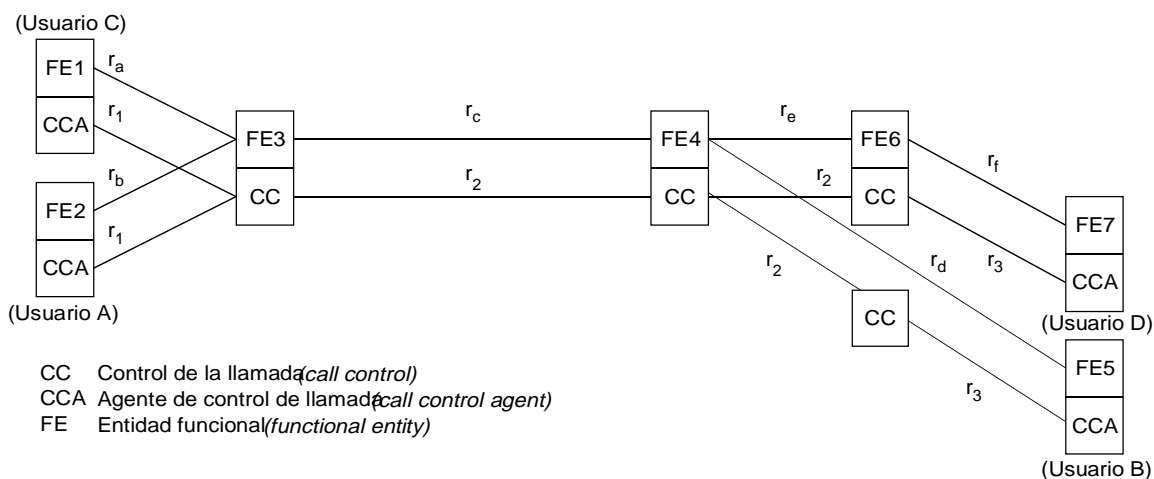 (Usuario C)
FE1
ra
CCA
r1
FE3
rc
FE4
re
FE6
rf
rb
r2
r2
FE2
CC
CC
CC
FE7
r1
CCA
r2
rd
r3
CCA
(Usuario A)
CC
(Usuario D)
FE5
CC Control de la llamada (call control)
CCA Agente de control de llamada (call control agent)
r3
FE Entidad funcional (functional entity)
CCA
(Usuario B)